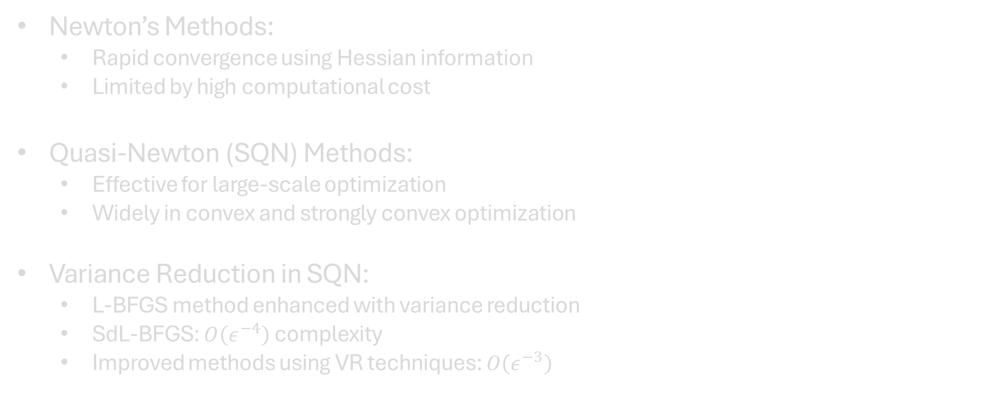 • Newton’s Methods:
• Rapid convergence using Hessian information
• Limited by high computational cost
• Quasi-Newton (SQN) Methods:
• Effective for large-scale optimization
• Widely in convex and strongly convex optimization
• Variance Reduction in SQN:
• L-BFGS method enhanced with variance reduction
• SdL-BFGS: O(ϵ⁻⁴) complexity
• Improved methods using VR techniques: O(ϵ⁻³)